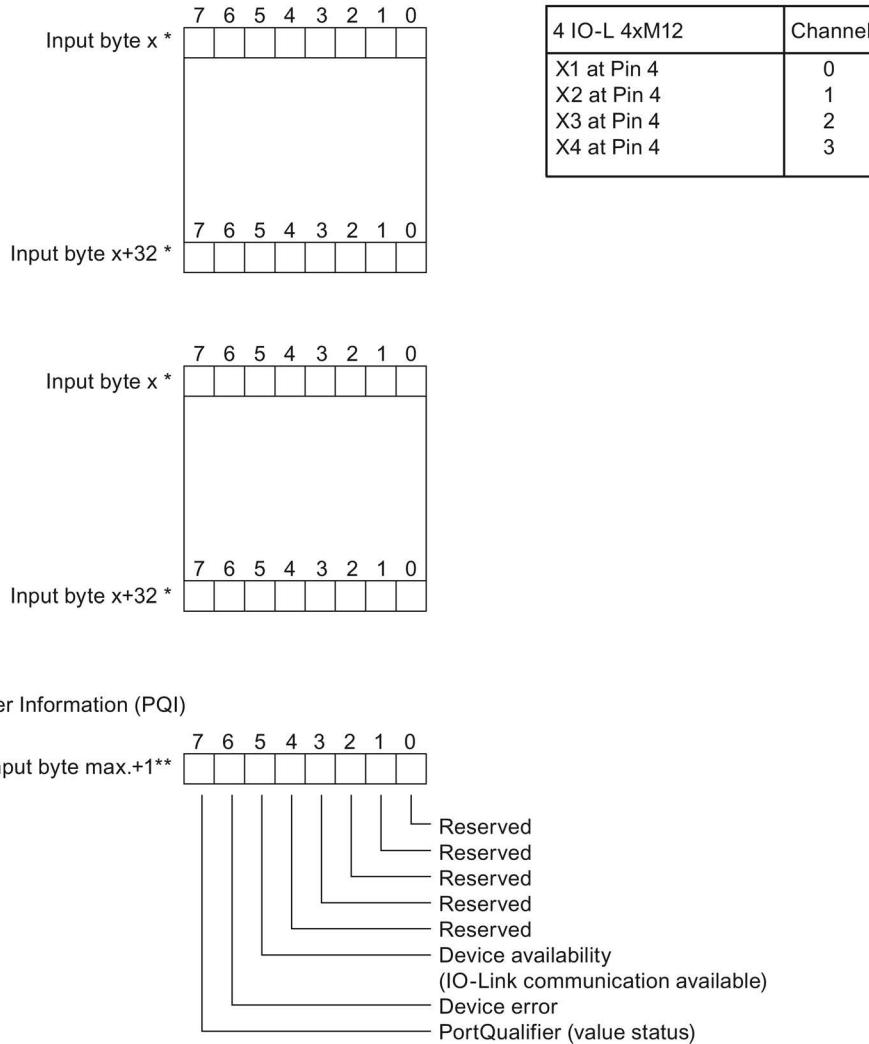 7 6 5 4 3 2 1 0
Input byte x *
7 6 5 4 3 2 1 0
Input byte x+32 *
4 IO-L 4xM12 Channel
X1 at Pin 4 0
X2 at Pin 4 1
X3 at Pin 4 2
X4 at Pin 4 3
7 6 5 4 3 2 1 0
Input byte x *
7 6 5 4 3 2 1 0
Input byte x+32 *
er Information (PQI)
7 6 5 4 3 2 1 0
nput byte max.+1**
Reserved
Reserved
Reserved
Reserved
Reserved
Device availability
(IO-Link communication available)
Device error
PortQualifier (value status)